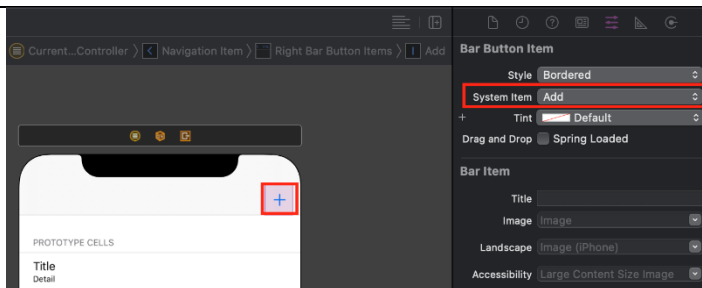 Current...Controller 〉 Navigation Item 〉 Right Bar Button Items 〉 Add
PROTOTYPE CELLS
Title
Detail
Bar Button Item
Style Bordered
System Item Add
+ Tint Default
Drag and Drop Spring Loaded
Bar Item
Title
Image Image
Landscape Image (iPhone)
Accessibility Large Content Size Image